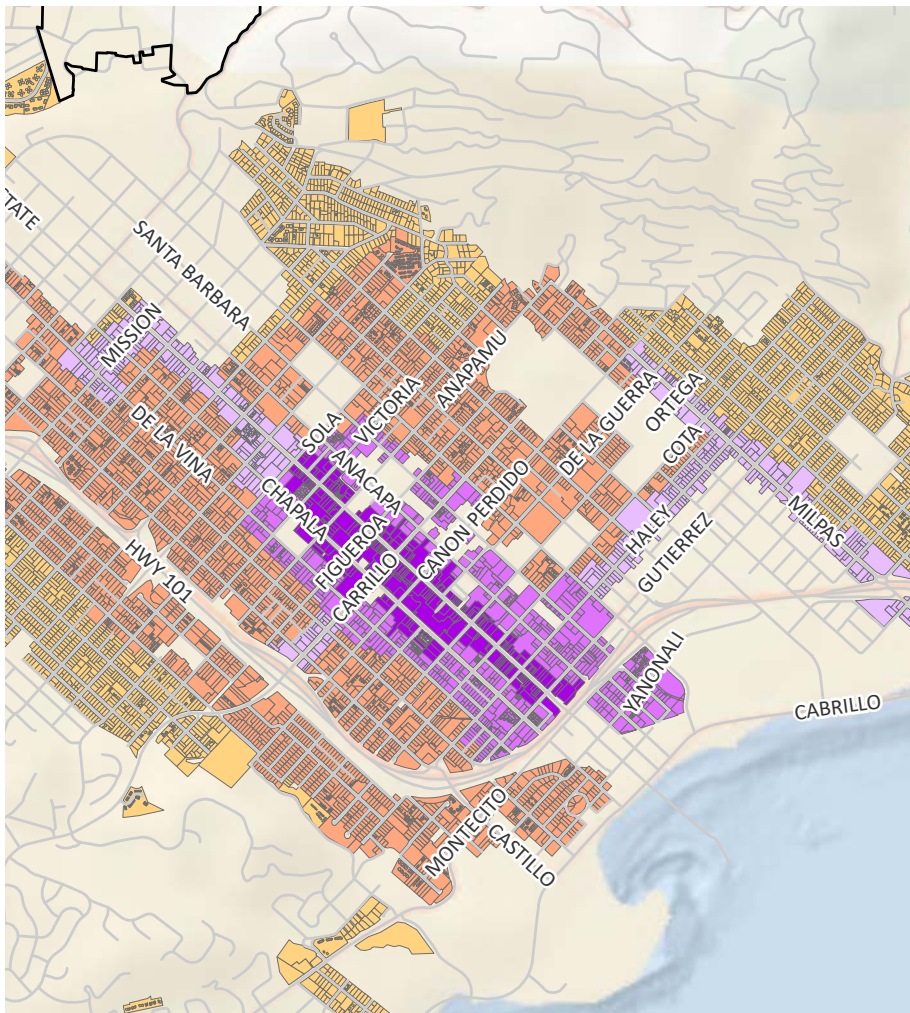 STATE
SANTA BARBARA
MISSION
DE LA VINA
SOLA
VICTORIA
ANAPAMU
ANACAPA
CHAPALA
FIGUEROA
CARRILLO
CANON PERDIDO
DE LA GUERRA
ORTEGA
COTA
HALEY
GUTIERREZ
MILPAS
HWY 101
YANONALI
CABRILLO
MONTECITO
CASTILLO